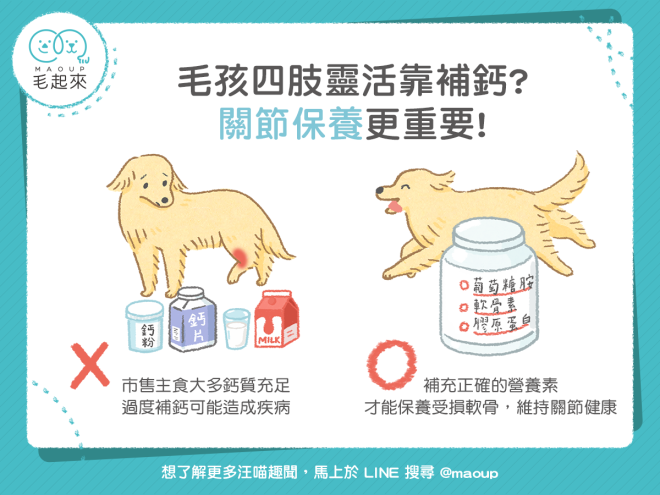 MAOUP
毛起來
毛孩四肢靈活靠補鈣?
關節保養更重要!
鈣粉
鈣片
MILK
葡萄糖胺
軟骨素
膠原蛋白
市售主食大多鈣質充足
過度補鈣可能造成疾病
補充正確的營養素
才能保養受損軟骨，維持關節健康
想了解更多汪喵趣聞，馬上於 LINE 搜尋 @maoup